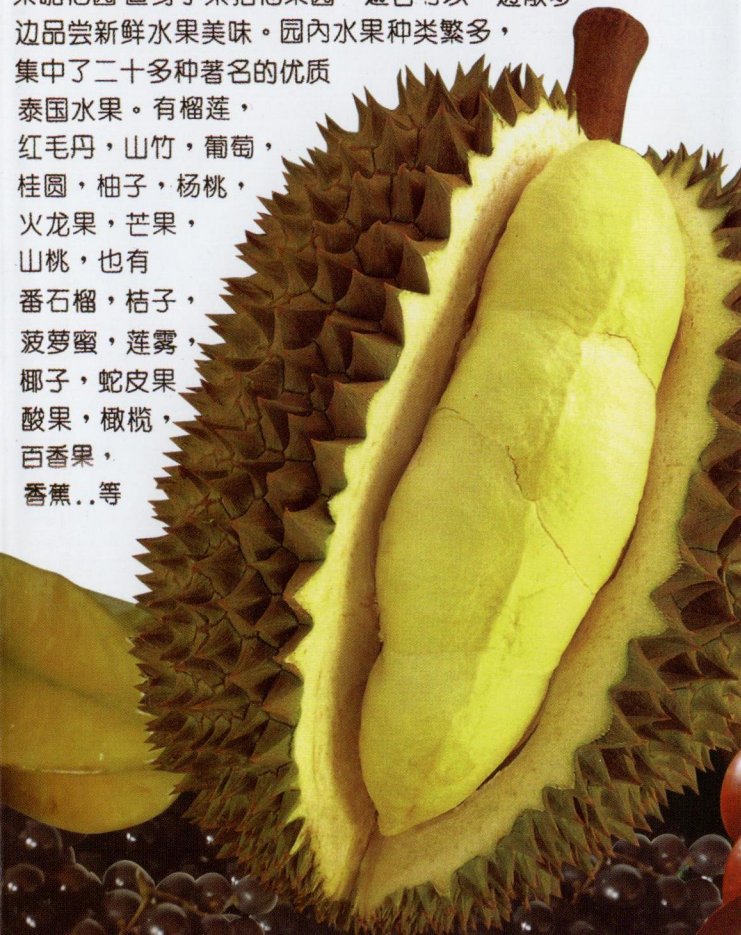 边品尝新鲜水果美味。园内水果种类繁多，
集中了二十多种著名的优质
泰国水果。有榴莲，
红毛丹，山竹，葡萄，
桂圆，柚子，杨桃，
火龙果，芒果，
山桃，也有
番石榴，桔子，
菠萝蜜，莲雾，
椰子，蛇皮果
酸果，橄榄，
百香果，
香蕉..等